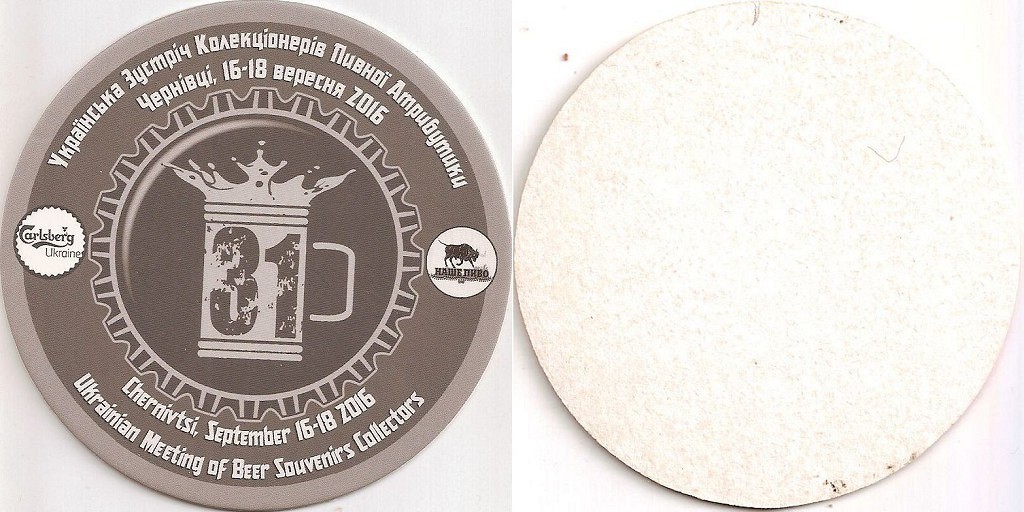 Українська Зустріч Колекціонерів Пивної Атрибутики
Чернівці, 16-18 вересня 2016
31
Carlsberg
Ukraine
НАШЕ ПИВО
Chernivtsi, September 16-18 2016
Ukrainian Meeting of Beer Souvenirs Collectors